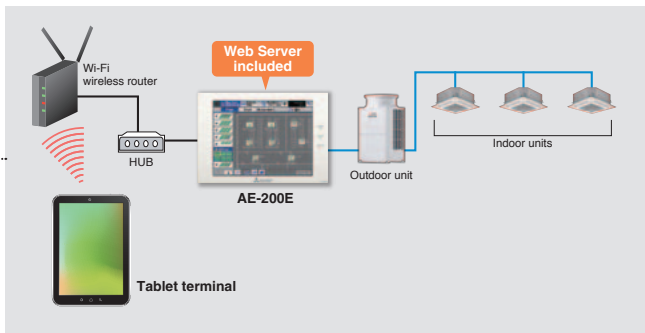 Web Server
included
Wi-Fi
wireless router
HUB
AE-200E
Outdoor unit
Indoor units
Tablet terminal